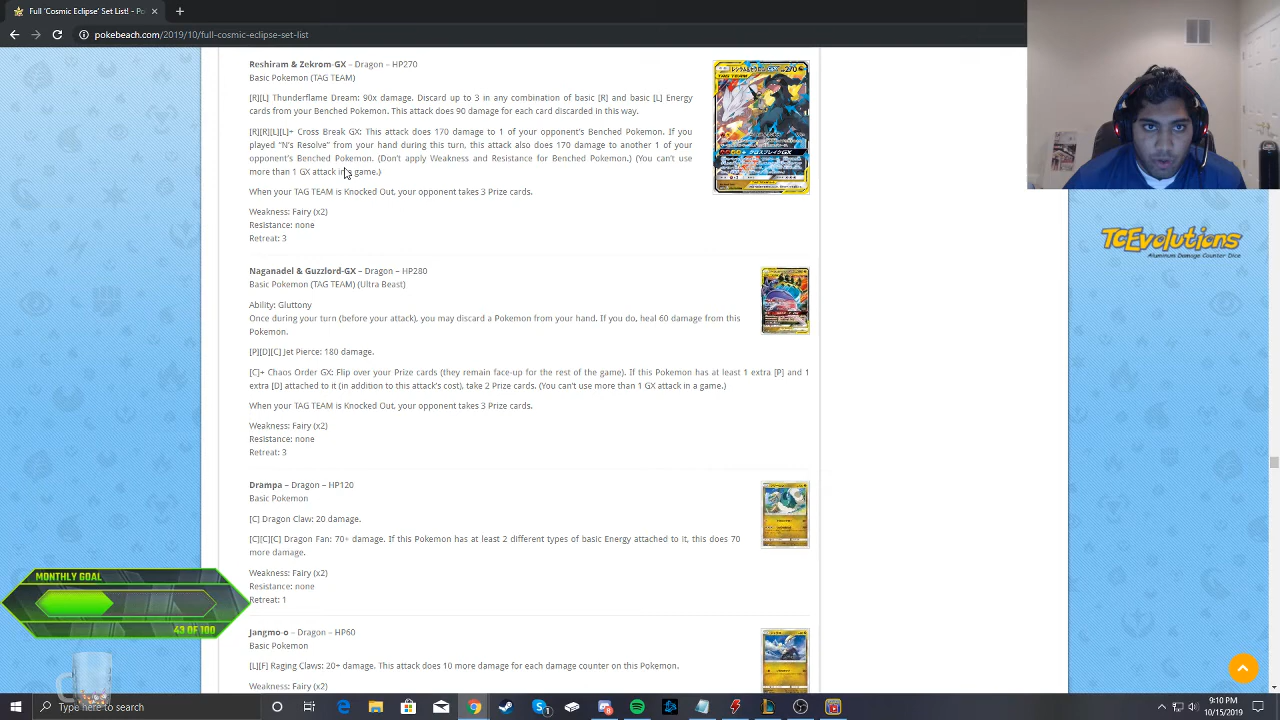 Full 'Cosmic Eclipse' Set List - Po
pokebeach.com/2019/10/full-cosmic-eclipse-set-list
Reshiram & Zekrom-GX – Dragon – HP270
Basic Pokemon (TAG TEAM)
[R][L] Thunderflame Dream: 90x damage. Discard up to 3 in any combination of basic [R] and basic [L] Energy
cards from your Benched Pokemon. This attack does 90 damage for each card discarded in this way.
[R][R][L][L]+ Cross Break GX: This attack does 170 damage to 1 of your opponent's Benched Pokemon. If you
played "N's Resolve" from your hand during this turn, this attack also does 170 damage to another 1 of your
opponent's Benched Pokemon. (Don't apply Weakness and Resistance for Benched Pokemon.) (You can't use
more than 1 GX attack in a game.)
When your TAG TEAM is Knocked Out, your opponent takes 3 Prize cards.
Weakness: Fairy (x2)
Resistance: none
Retreat: 3
Naganadel & Guzzlord-GX – Dragon – HP280
Basic Pokemon (TAG TEAM) (Ultra Beast)
Ability: Gluttony
Once during your turn (before your attack), you may discard a Pokemon from your hand. If you do, heal 60 damage from this
Pokemon.
[P][D][C] Jet Pierce: 180 damage.
[C]+ Chaos Order GX: Flip over your Prize cards (they remain face-up for the rest of the game). If this Pokemon has at least 1 extra [P] and 1
extra [D] attached to it (in addition to this attack's cost), take 2 Prize cards. (You can't use more than 1 GX attack in a game.)
When your TAG TEAM is Knocked Out, your opponent takes 3 Prize cards.
Weakness: Fairy (x2)
Resistance: none
Retreat: 3
Drampa – Dragon – HP120
Basic Pokemon
[C] Dragon Claw: 20 damage.
[C][C][C] Dragon Fury: 70+ damage. If this Pokemon has at least different types of basic Energy attached to it, this does 70
more damage.
Weakness: Fairy (x2)
Resistance: none
Retreat: 1
Jangmo-o – Dragon – HP60
Basic Pokemon
[L][F] Raging Claws: 20+ damage. This attack does 10 more damage for each damage counter on this Pokemon.
Weakness: Fairy (x2)
TCEvolutions
Aluminum Damage Counter Dice
MONTHLY GOAL
43 OF 100
Type here to search
9:10 PM
10/15/2019